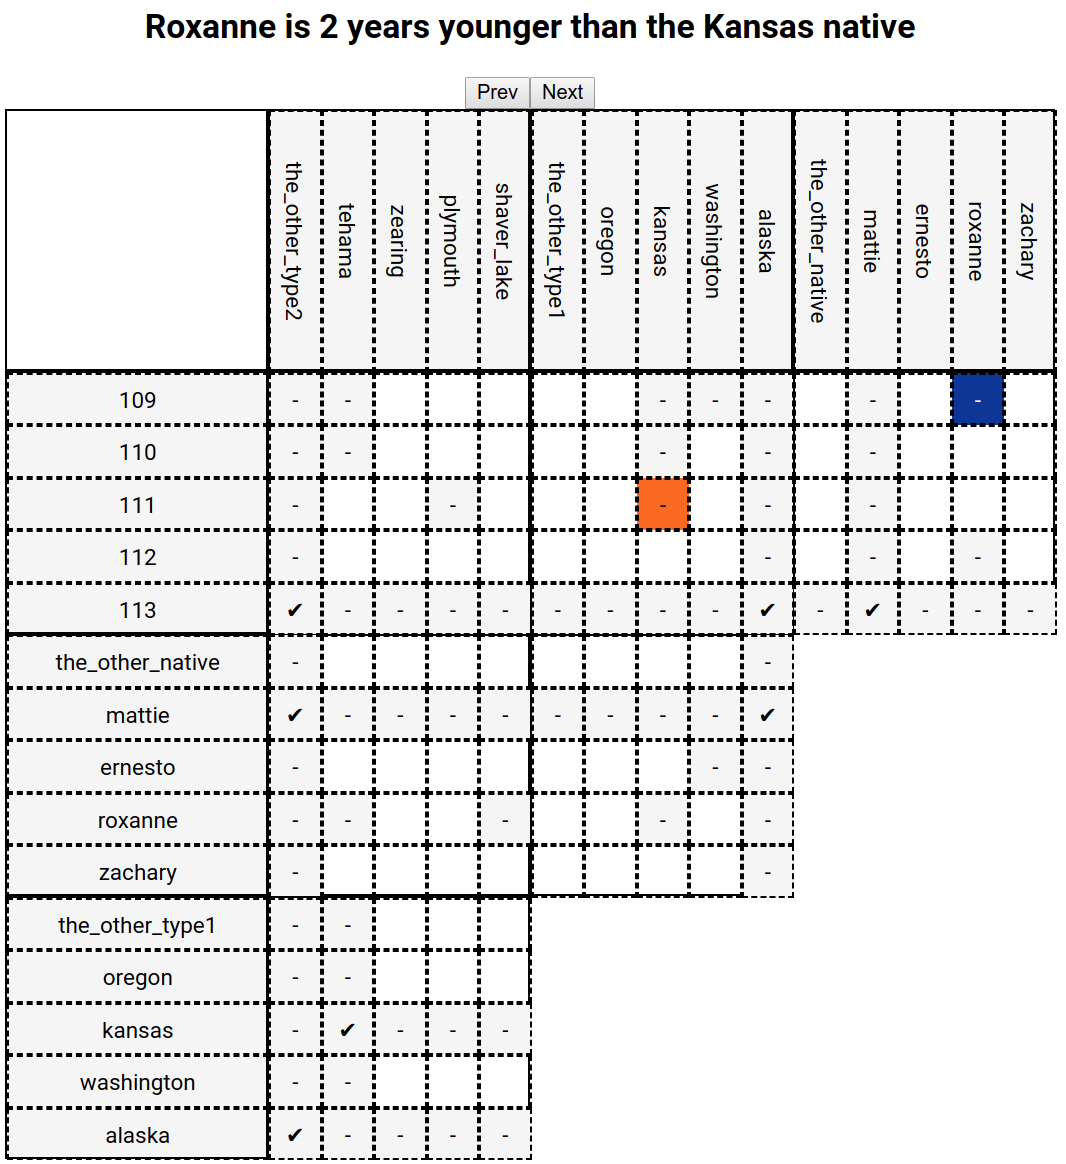 Roxanne is 2 years younger than the Kansas native
Prev Next
the_other_type2 tehama zearing plymouth shaver_lake the_other_type1 oregon kansas washington alaska the_other_native mattie ernesto roxanne zachary
109 - - - - - - -
110 - - - - -
111 - - - - -
112 - - - -
113 ✔ - - - - - - - - ✔ - ✔ - - -
the_other_native - -
mattie ✔ - - - - - - - - ✔
ernesto - - -
roxanne - - - - -
zachary - -
the_other_type1 - -
oregon - -
kansas - ✔ - - -
washington - -
alaska ✔ - - - -